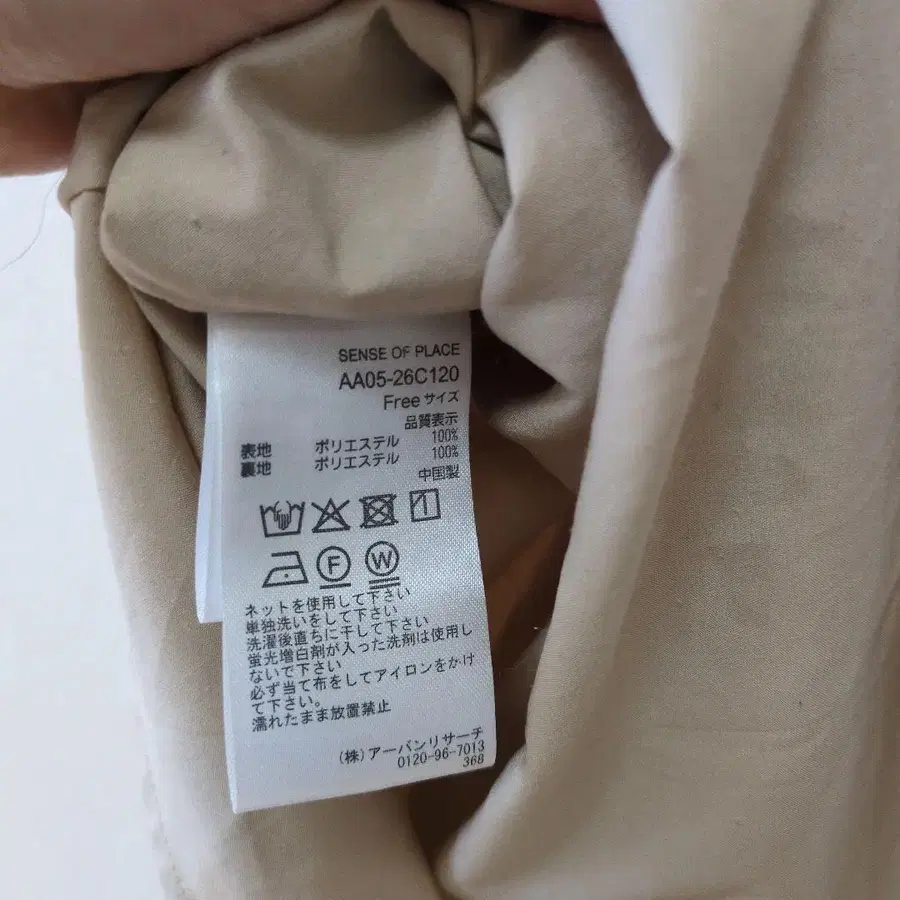 SENSE OF PLACE
AA05-26C120
Free サイズ
品質表示
表地 ポリエステル 100%
裏地 ポリエステル 100%
中国製
F W
ネットを使用して下さい
単独洗いをして下さい
洗濯後直ちに干して下さい
蛍光増白剤が入った洗剤は使用し
ないで下さい
必ず当て布をしてアイロンをかけ
て下さい。
濡れたまま放置禁止
(株)アーバンリサーチ
0120-96-7013
368